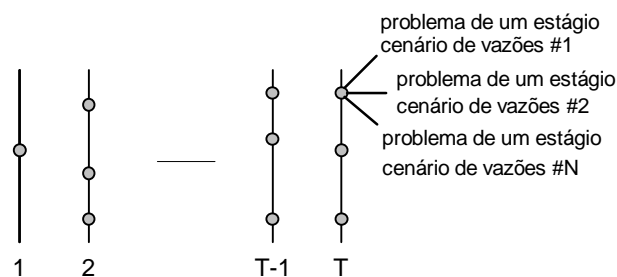 problema de um estágio
cenário de vazões #1
problema de um estágio
cenário de vazões #2
problema de um estágio
cenário de vazões #N
1 2 T-1 T